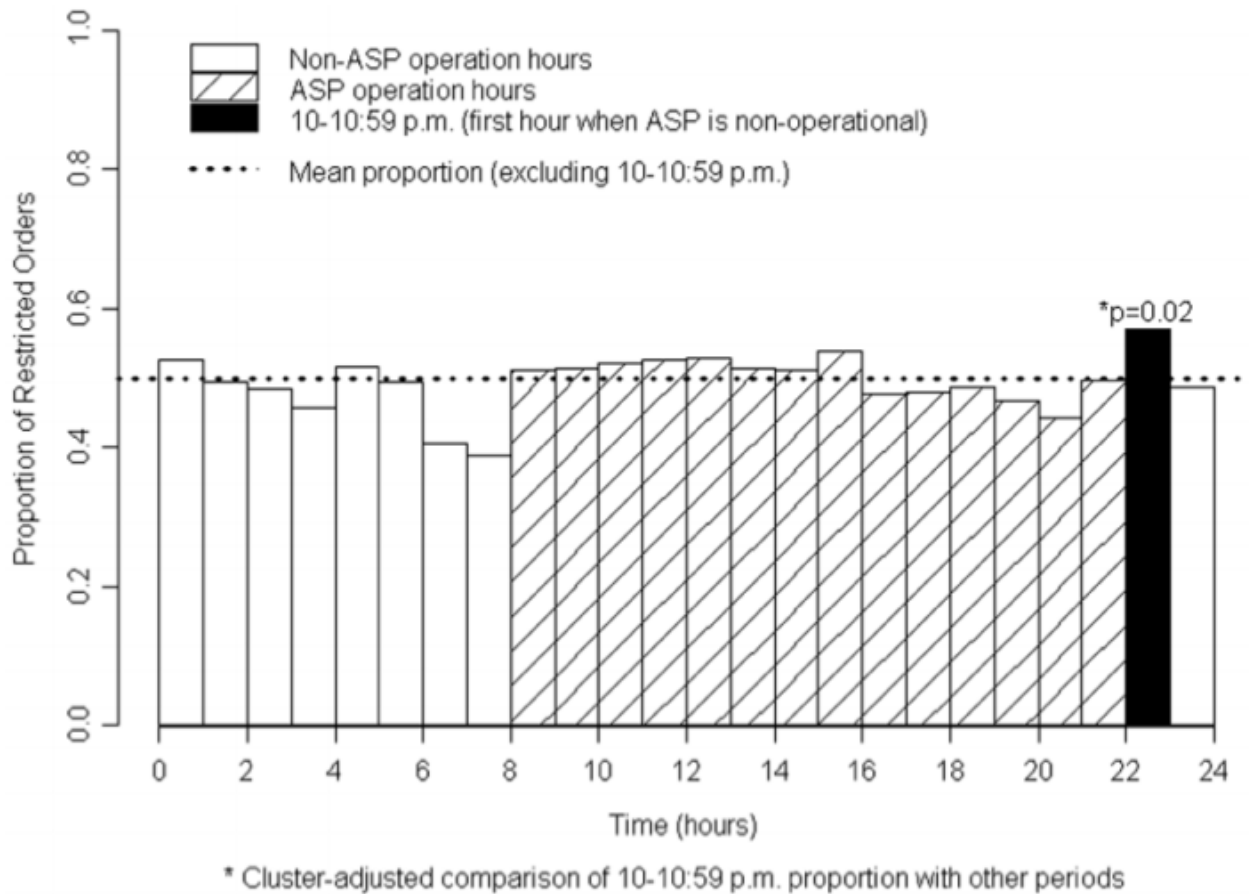 Non-ASP operation hours
ASP operation hours
10-10:59 p.m. (first hour when ASP is non-operational)
Mean proportion (excluding 10-10:59 p.m.)
Proportion of Restricted Orders
1.0
0.8
0.6
0.4
0.2
0.0
*p=0.02
0 2 4 6 8 10 12 14 16 18 20 22 24
Time (hours)
* Cluster-adjusted comparison of 10-10:59 p.m. proportion with other periods